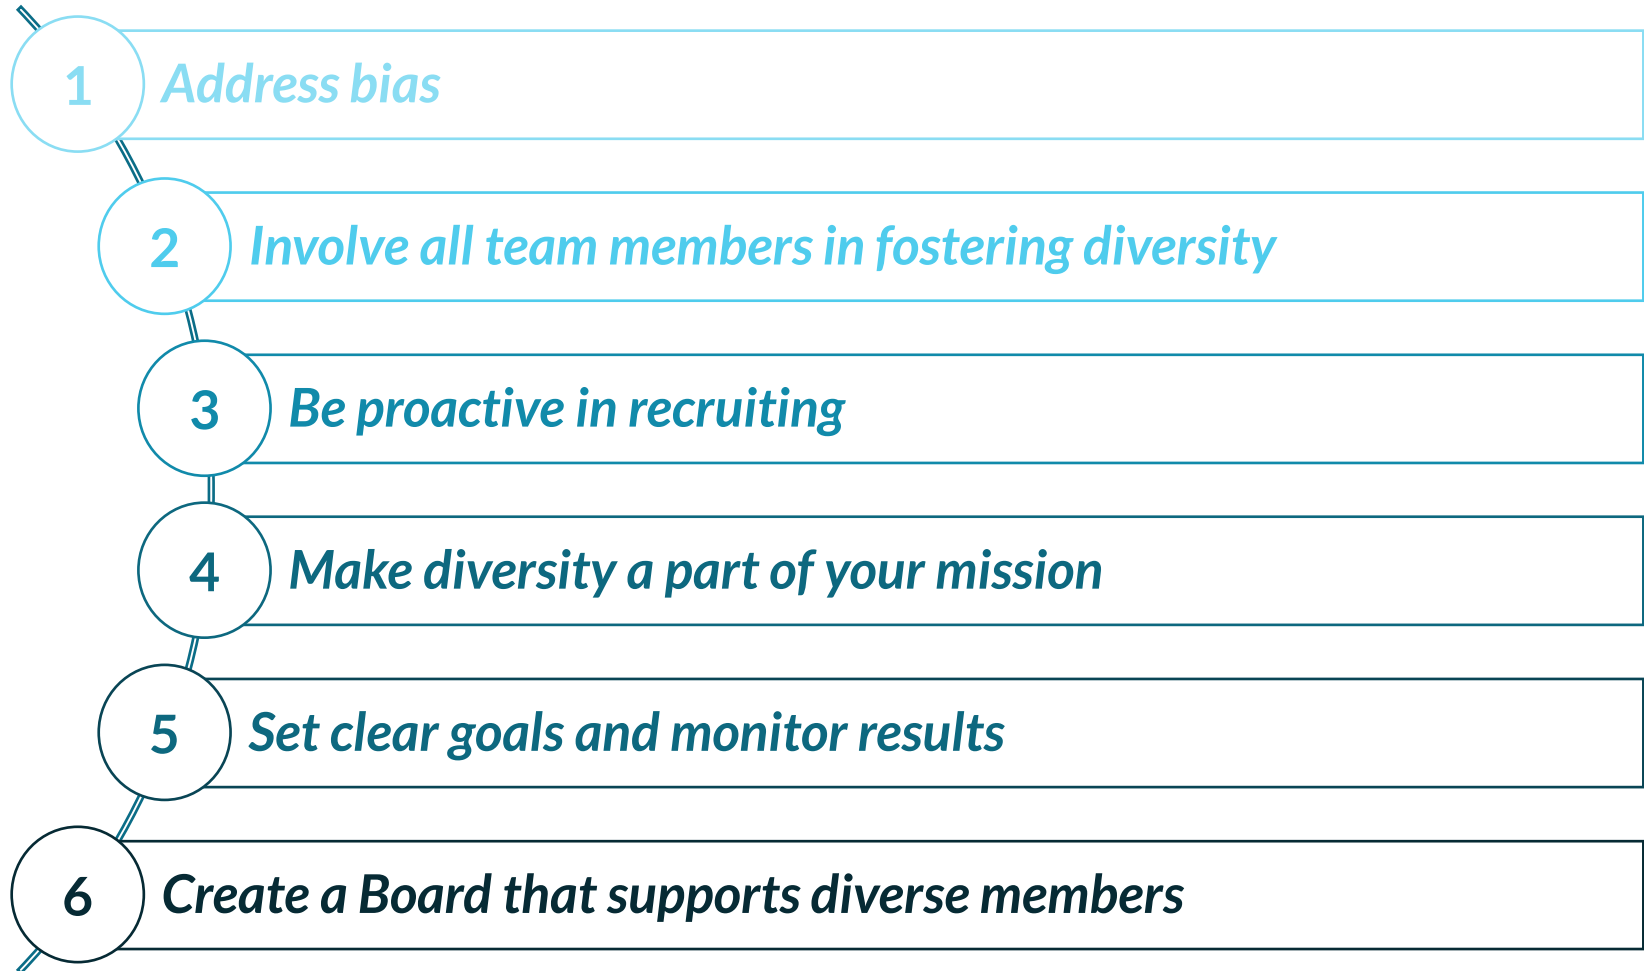 1 Address bias
2 Involve all team members in fostering diversity
3 Be proactive in recruiting
4 Make diversity a part of your mission
5 Set clear goals and monitor results
6 Create a Board that supports diverse members